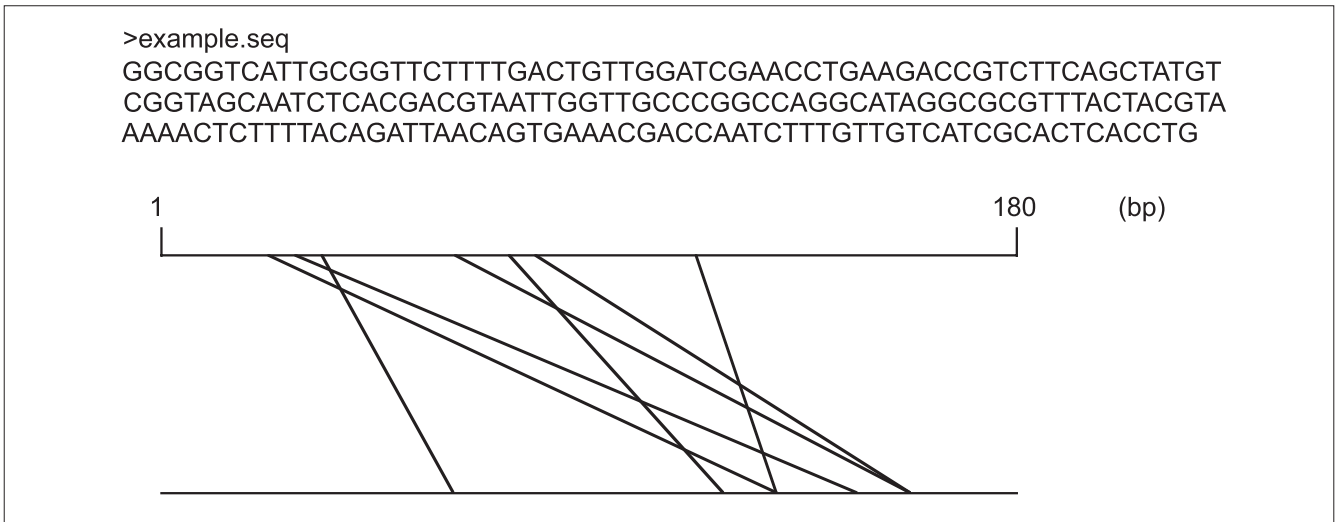 >example.seq
GGCGGTCATTGCGGTTCTTTTGACTGTTGGATCGAACCTGAAGACCGTCTTCAGCTATGT
CGGTAGCAATCTCACGACGTAATTGGTTGCCCGGCCAGGCATAGGCGCGTTTACTACGTA
AAAACTCTTTTACAGATTAACAGTGAAACGACCAATCTTTGTTGTCATCGCACTCACCTG
1 180 (bp)